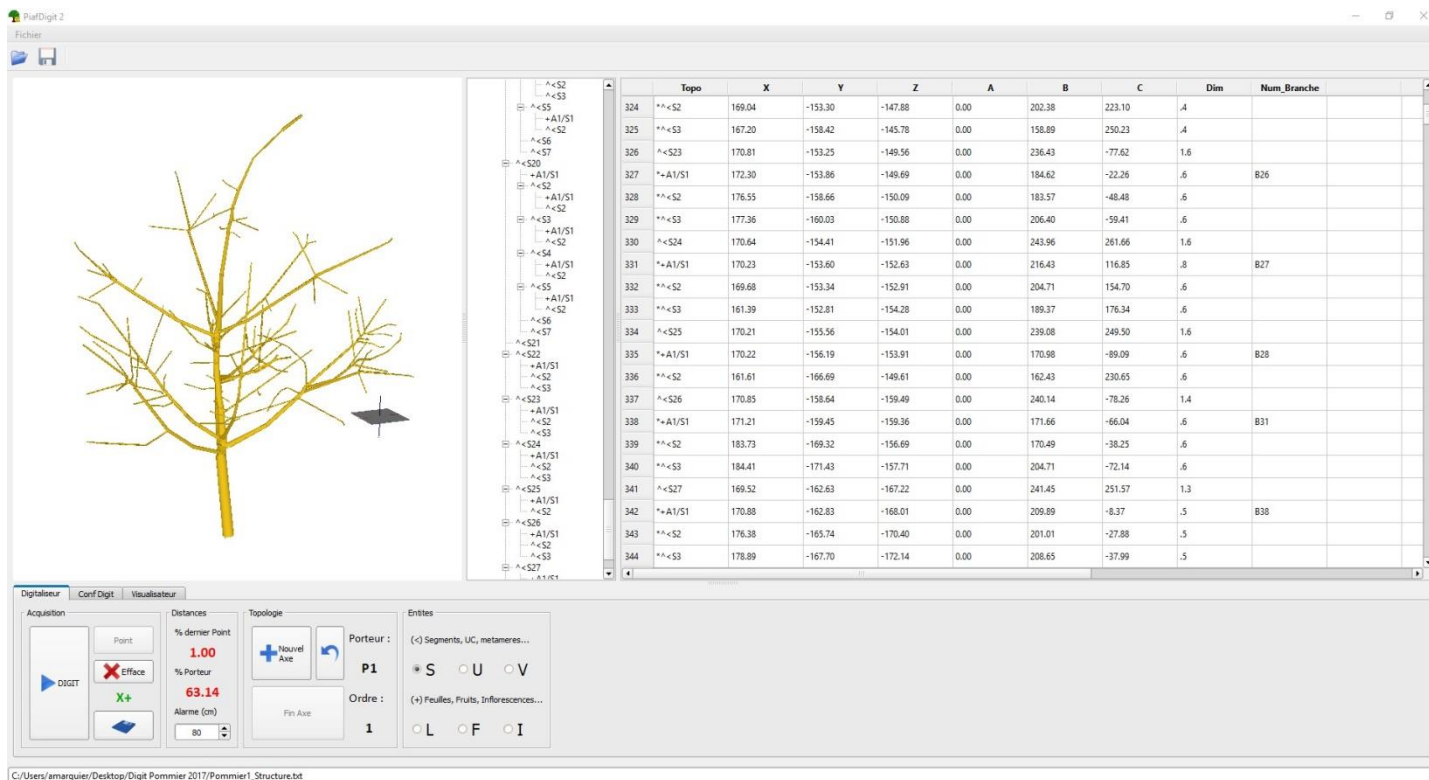 PiafDigit 2
Fichier
^<S2
^<S3
^<S5
+A1/S1
^<S2
^<S6
^<S7
^<S20
+A1/S1
^<S2
+A1/S1
^<S2
^<S3
+A1/S1
^<S2
^<S4
+A1/S1
^<S2
^<S5
+A1/S1
^<S2
^<S6
^<S7
^<S21
^<S22
+A1/S1
^<S2
^<S3
^<S23
+A1/S1
^<S2
^<S3
^<S24
+A1/S1
^<S2
^<S3
^<S25
+A1/S1
^<S2
^<S26
+A1/S1
^<S2
^<S3
^<S27
+A1/S1
Topo X Y Z A B C Dim Num_Branche
324 *^<S2 169.04 -153.30 -147.88 0.00 202.38 223.10 .4
325 *^<S3 167.20 -158.42 -145.78 0.00 158.89 250.23 .4
326 ^<S23 170.81 -153.25 -149.56 0.00 236.43 -77.62 1.6
327 *+A1/S1 172.30 -153.86 -149.69 0.00 184.62 -22.26 .6 B26
328 *^<S2 176.55 -158.66 -150.09 0.00 183.57 -48.48 .6
329 *^<S3 177.36 -160.03 -150.88 0.00 206.40 -59.41 .6
330 ^<S24 170.64 -154.41 -151.96 0.00 243.96 261.66 1.6
331 *+A1/S1 170.23 -153.60 -152.63 0.00 216.43 116.85 .8 B27
332 *^<S2 169.68 -153.34 -152.91 0.00 204.71 154.70 .6
333 *^<S3 161.39 -152.81 -154.28 0.00 189.37 176.34 .6
334 ^<S25 170.21 -155.56 -154.01 0.00 239.08 249.50 1.6
335 *+A1/S1 170.22 -156.19 -153.91 0.00 170.98 -89.09 .6 B28
336 *^<S2 161.61 -166.69 -149.61 0.00 162.43 230.65 .6
337 ^<S26 170.85 -158.64 -159.49 0.00 240.14 -78.26 1.4
338 *+A1/S1 171.21 -159.45 -159.36 0.00 171.66 -66.04 .6 B31
339 *^<S2 183.73 -169.32 -156.69 0.00 170.49 -38.25 .6
340 *^<S3 184.41 -171.43 -157.71 0.00 204.71 -72.14 .6
341 ^<S27 169.52 -162.63 -167.22 0.00 241.45 251.57 1.3
342 *+A1/S1 170.88 -162.83 -168.01 0.00 209.89 -8.37 .5 B38
343 *^<S2 176.38 -165.74 -170.40 0.00 201.01 -27.88 .5
344 *^<S3 178.89 -167.70 -172.14 0.00 208.65 -37.99 .5
Digitaliseur Conf Digit Visualisateur
Acquisition
DIGIT
Point
Efface
X+
Distances
% dernier Point
1.00
% Porteur
63.14
Alarme (cm)
80
Topologie
Nouvel
Axe
Fin Axe
Porteur :
P1
Ordre :
1
Entites
(<) Segments, UC, metameres...
S U V
(+) Feuilles, Fruits, Inflorescences...
L F I
C:/Users/amarquier/Desktop/Digit Pommier 2017/Pommier1_Structure.txt